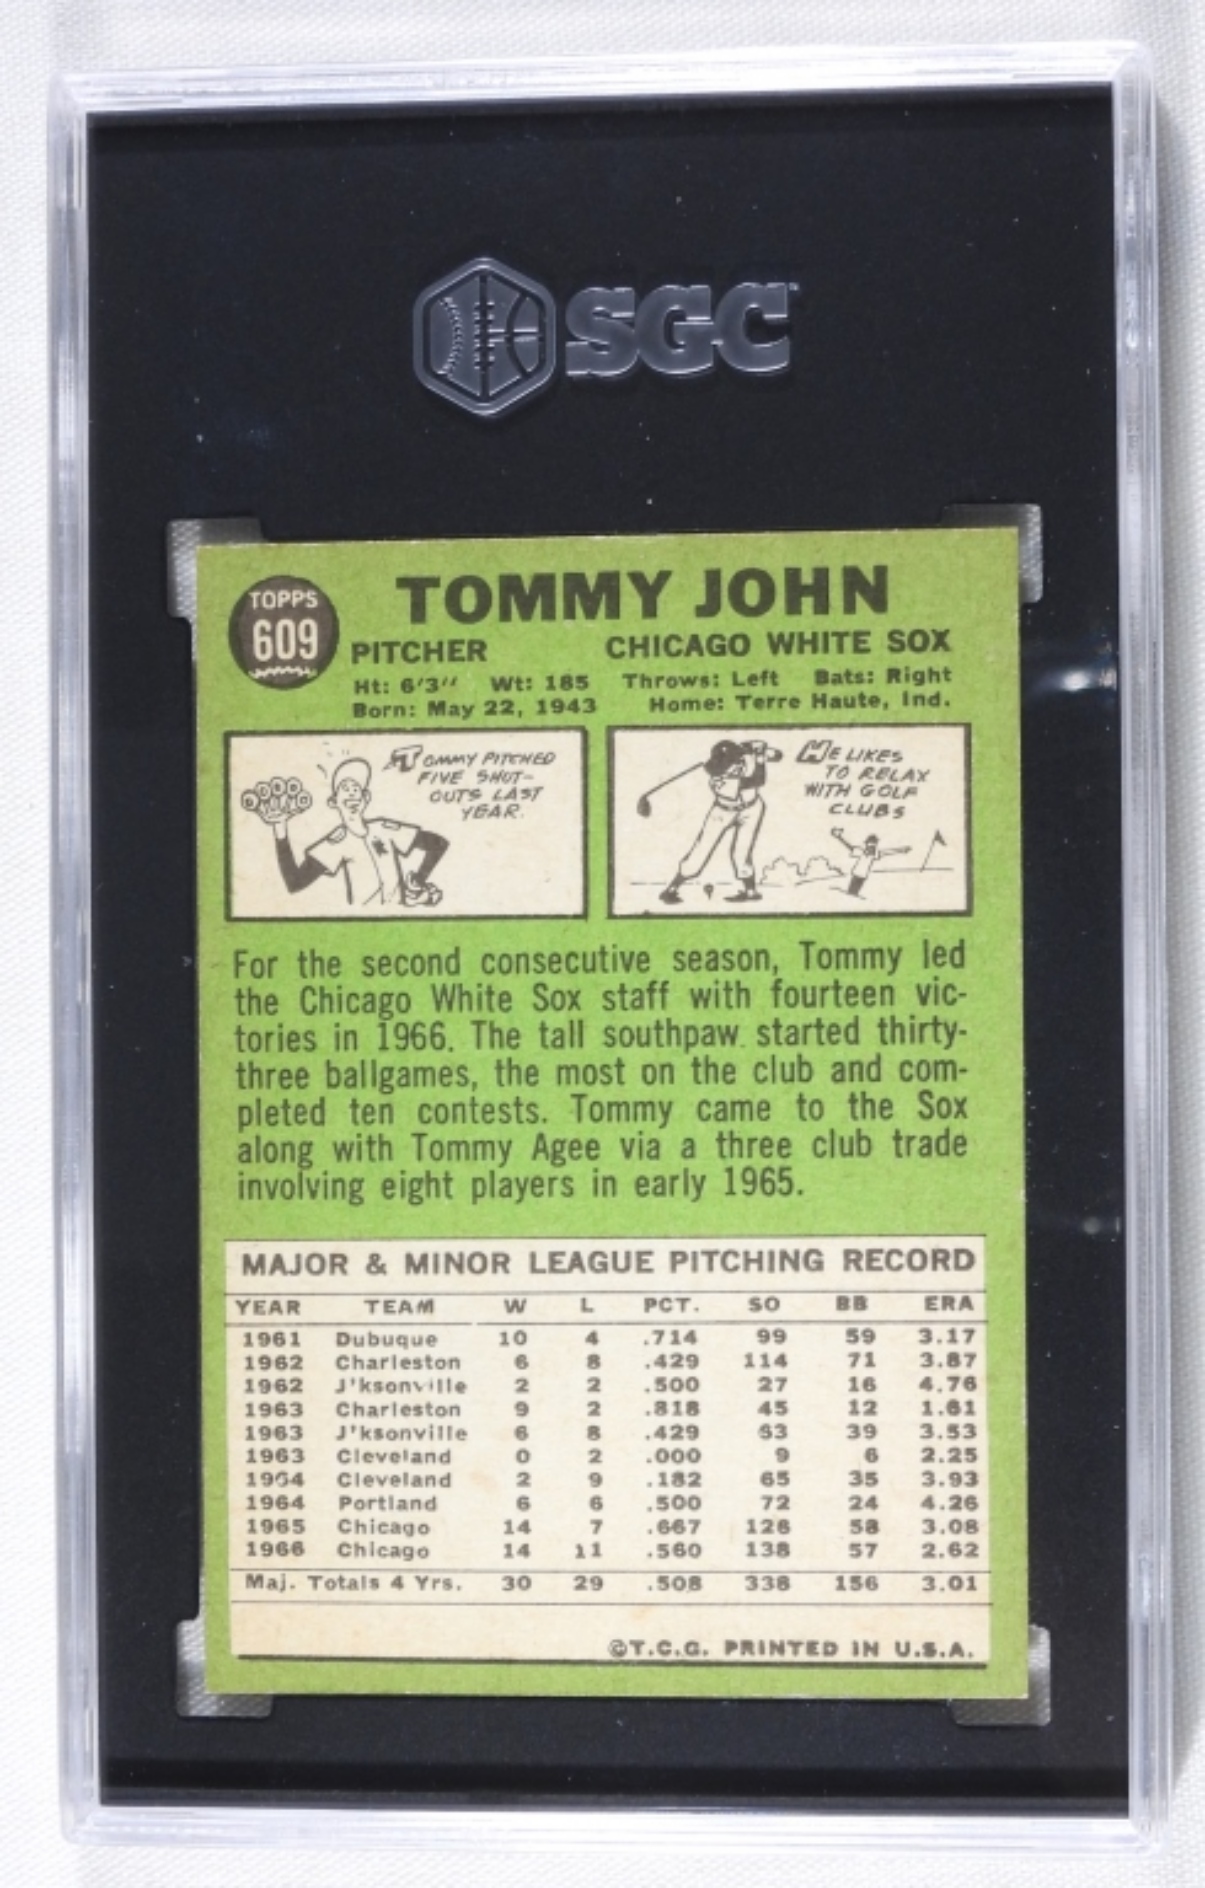 SGC
TOPPS
609
TOMMY JOHN
PITCHER CHICAGO WHITE SOX
Ht: 6'3" Wt: 185 Throws: Left Bats: Right
Born: May 22, 1943 Home: Terre Haute, Ind.
TOMMY PITCHED
FIVE SHUT-
OUTS LAST
YEAR.
HE LIKES
TO RELAX
WITH GOLF
CLUBS
For the second consecutive season, Tommy led
the Chicago White Sox staff with fourteen vic-
tories in 1966. The tall southpaw started thirty-
three ballgames, the most on the club and com-
pleted ten contests. Tommy came to the Sox
along with Tommy Agee via a three club trade
involving eight players in early 1965.
MAJOR & MINOR LEAGUE PITCHING RECORD
YEAR TEAM W L PCT. SO BB ERA
1961 Dubuque 10 4 .714 99 59 3.17
1962 Charleston 6 8 .429 114 71 3.87
1962 J'ksonville 2 2 .500 27 16 4.76
1963 Charleston 9 2 .818 45 12 1.61
1963 J'ksonville 6 8 .429 63 39 3.53
1963 Cleveland 0 2 .000 9 6 2.25
1964 Cleveland 2 9 .182 65 35 3.93
1964 Portland 6 6 .500 72 24 4.26
1965 Chicago 14 7 .667 126 58 3.08
1966 Chicago 14 11 .560 138 57 2.62
Maj. Totals 4 Yrs. 30 29 .508 338 156 3.01
©T.C.G. PRINTED IN U.S.A.